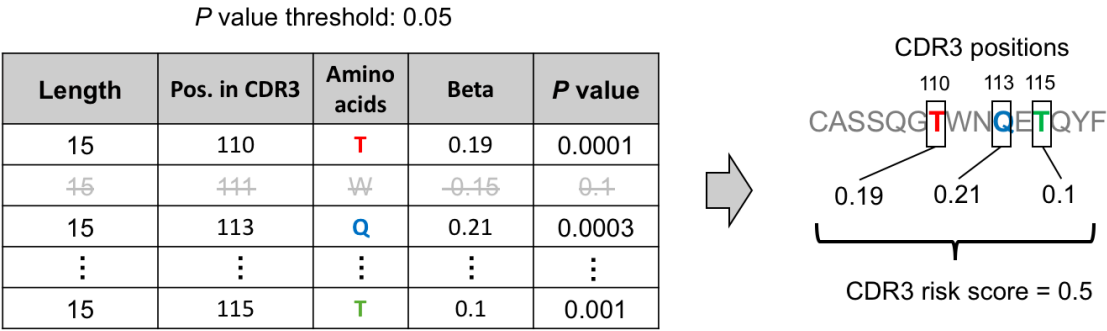 P value threshold: 0.05
Length Pos. in CDR3 Amino acids Beta P value
15 110 T 0.19 0.0001
15 111 W -0.15 0.1
15 113 Q 0.21 0.0003
⋮ ⋮ ⋮ ⋮ ⋮
15 115 T 0.1 0.001
CDR3 positions
110 113 115
CASSQGTWNQETQYF
0.19 0.21 0.1
CDR3 risk score = 0.5